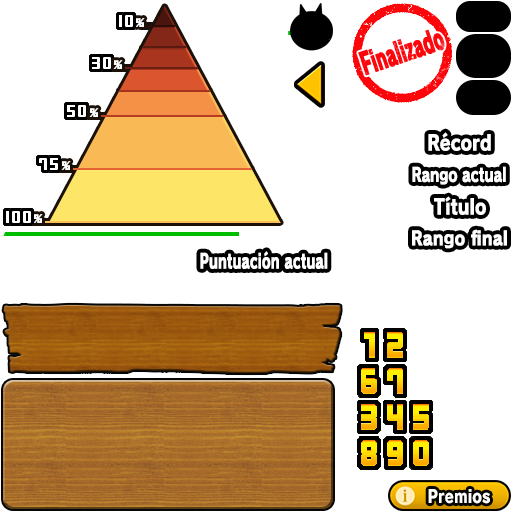 10%
30%
50%
75%
100%
Finalizado
Récord
Rango actual
Título
Rango final
Puntuación actual
12
67
345
890
i Premios